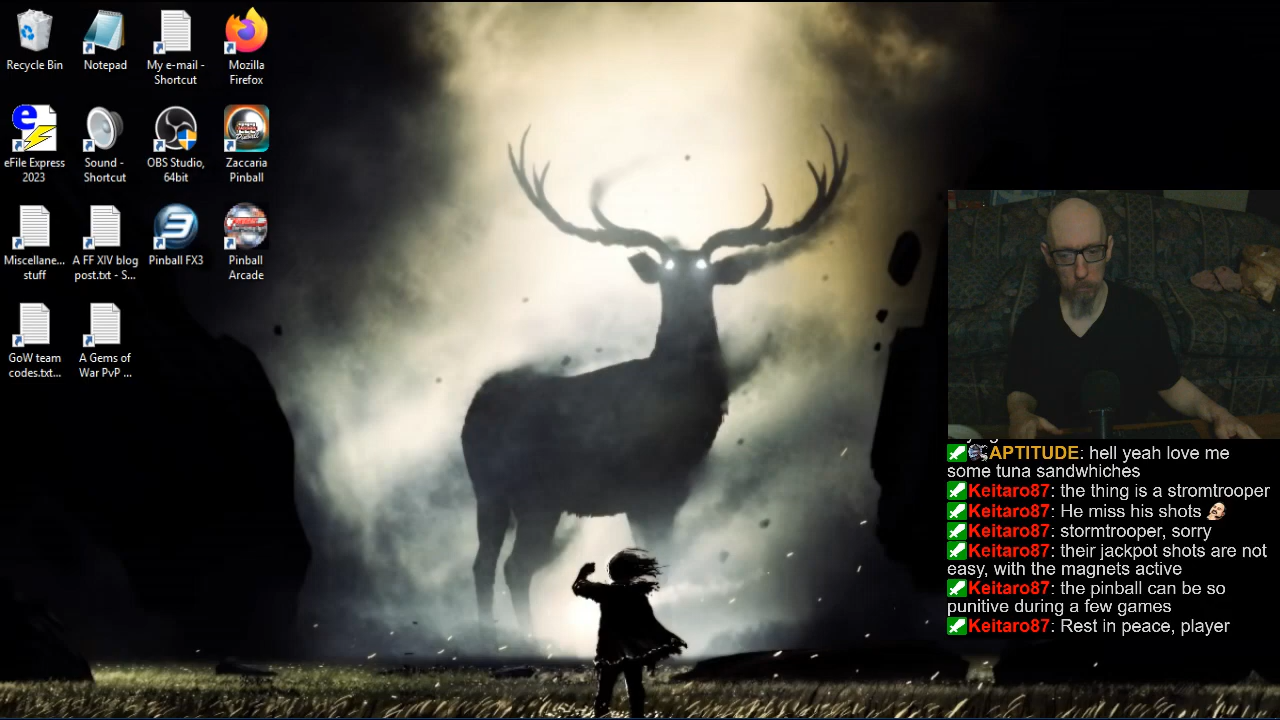 Recycle Bin
Notepad
My e-mail -
Shortcut
Mozilla
Firefox
eFile Express
2023
Sound -
Shortcut
OBS Studio,
64bit
Zaccaria
Pinball
Miscellane...
stuff
A FF XIV blog
post.txt - S...
Pinball FX3
Pinball
Arcade
GoW team
codes.txt...
A Gems of
War PvP ...
APTITUDE: hell yeah love me
some tuna sandwhiches
Keitaro87: the thing is a stromtrooper
Keitaro87: He miss his shots
Keitaro87: stormtrooper, sorry
Keitaro87: their jackpot shots are not
easy, with the magnets active
Keitaro87: the pinball can be so
punitive during a few games
Keitaro87: Rest in peace, player